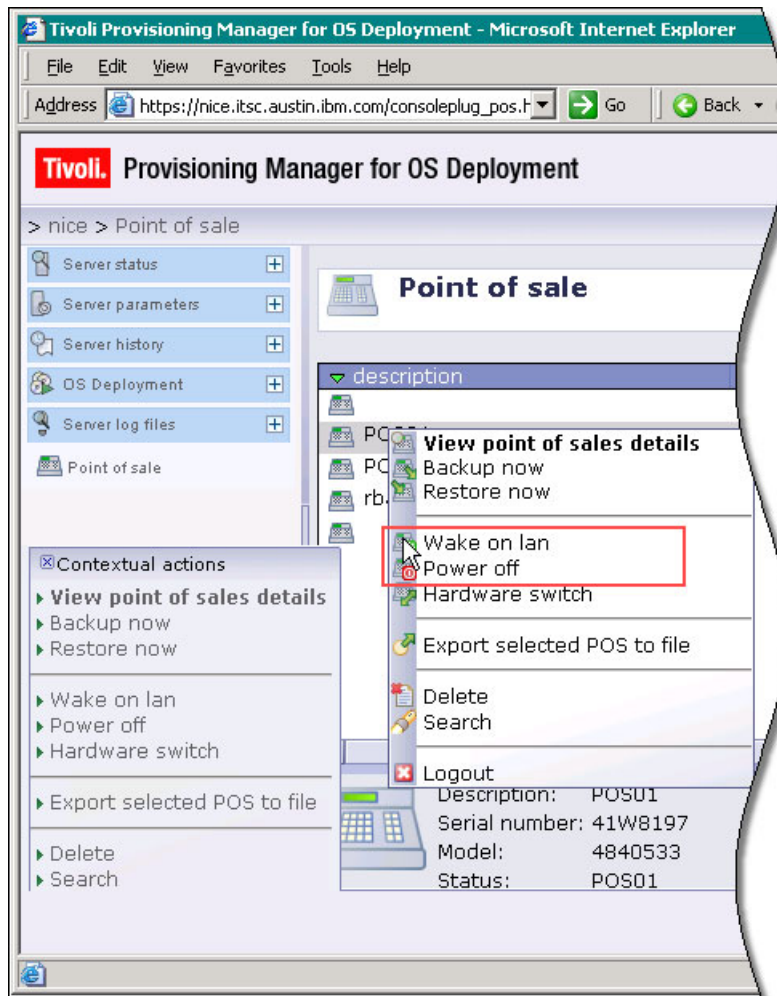 Tivoli Provisioning Manager for OS Deployment - Microsoft Internet Explorer
File Edit View Favorites Tools Help
Address https://nice.itsc.austin.ibm.com/consoleplug_pos.h Go Back
Tivoli. Provisioning Manager for OS Deployment
> nice > Point of sale
Server status
Server parameters
Server history
OS Deployment
Server log files
Point of sale
Point of sale
description
View point of sales details
Backup now
Restore now
rb.
Wake on lan
Power off
Hardware switch
Export selected POS to file
Delete
Search
Logout
Contextual actions
View point of sales details
Backup now
Restore now
Wake on lan
Power off
Hardware switch
Export selected POS to file
Delete
Search
Description: POS01
Serial number: 41W8197
Model: 4840533
Status: POS01